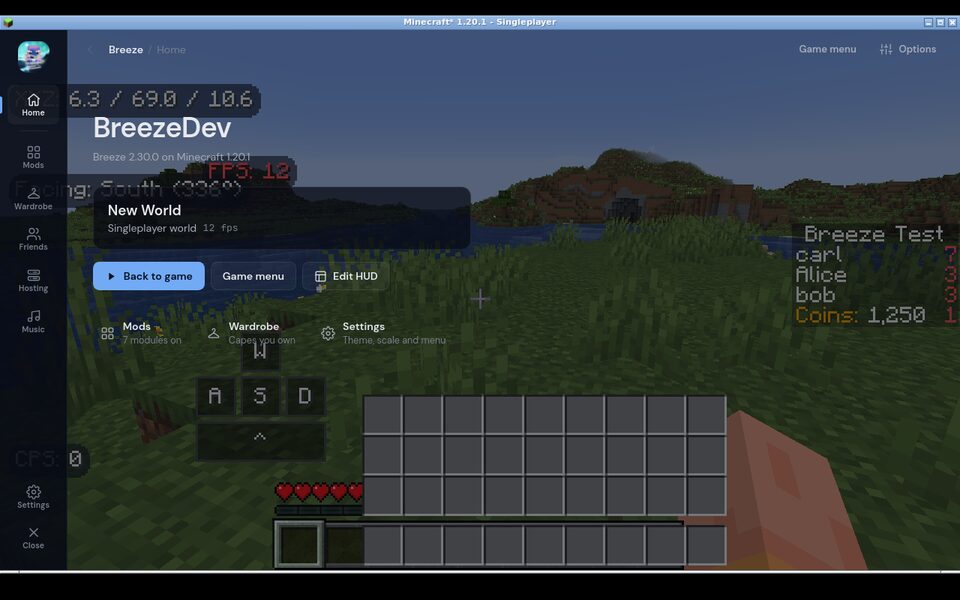 Minecraft* 1.20.1 - Singleplayer
Breeze / Home
Game menu
Options
6.3 / 69.0 / 10.6
Home
BreezeDev
Breeze 2.30.0 on Minecraft 1.20.1
FPS: 12
Mods
Facing: South (336°)
Wardrobe
New World
Singleplayer world 12 fps
Friends
Breeze Test
carl 7
Alice 3
bob 3
Coins: 1,250 1
Back to game
Game menu
Edit HUD
Hosting
Music
Mods
7 modules on
Wardrobe
Capes you own
Settings
Theme, scale and menu
W
A
S
D
^
CPS: 0
Settings
Close